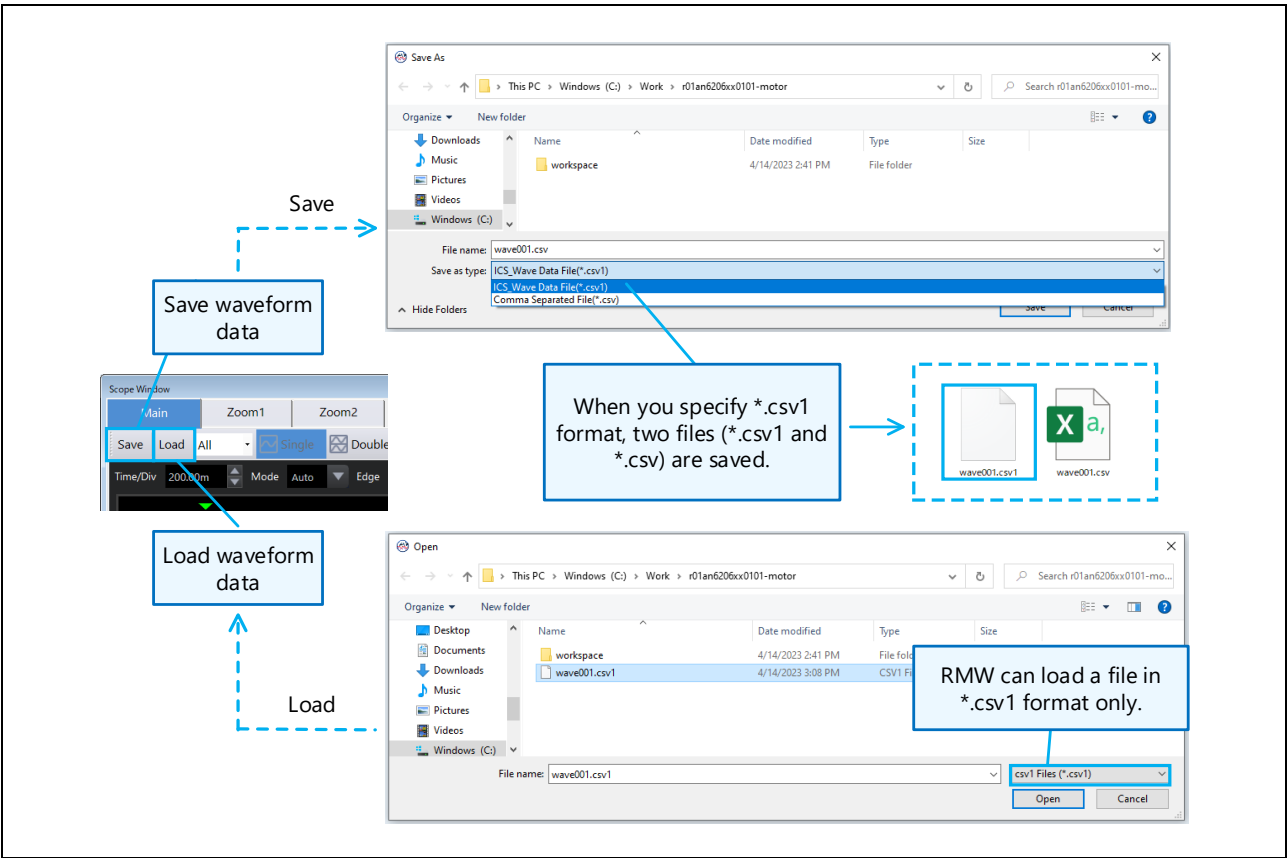 Save As
This PC > Windows (C:) > Work > r01an6206xx0101-motor
Search r01an6206xx0101-mo...
Organize
New folder
Downloads
Music
Pictures
Videos
Windows (C:)
Name
Date modified
Type
Size
workspace
4/14/2023 2:41 PM
File folder
File name:
wave001.csv
Save as type:
ICS_Wave Data File(*.csv1)
ICS_Wave Data File(*.csv1)
Comma Separated File(*.csv)
Hide Folders
Save
Cancel
Save
Save waveform
data
Scope Window
Main
Zoom1
Zoom2
Save
Load
All
Single
Double
Time/Div
200.00m
Mode
Auto
Edge
When you specify *.csv1
format, two files (*.csv1 and
*.csv) are saved.
X a,
wave001.csv1
wave001.csv
Load waveform
data
Load
Open
This PC > Windows (C:) > Work > r01an6206xx0101-motor
Search r01an6206xx0101-mo...
Organize
New folder
Desktop
Documents
Downloads
Music
Pictures
Videos
Windows (C:)
Name
Date modified
Type
Size
workspace
4/14/2023 2:41 PM
File fold
wave001.csv1
4/14/2023 3:08 PM
CSV1 Fi
RMW can load a file in
*.csv1 format only.
File name:
wave001.csv1
csv1 Files (*.csv1)
Open
Cancel